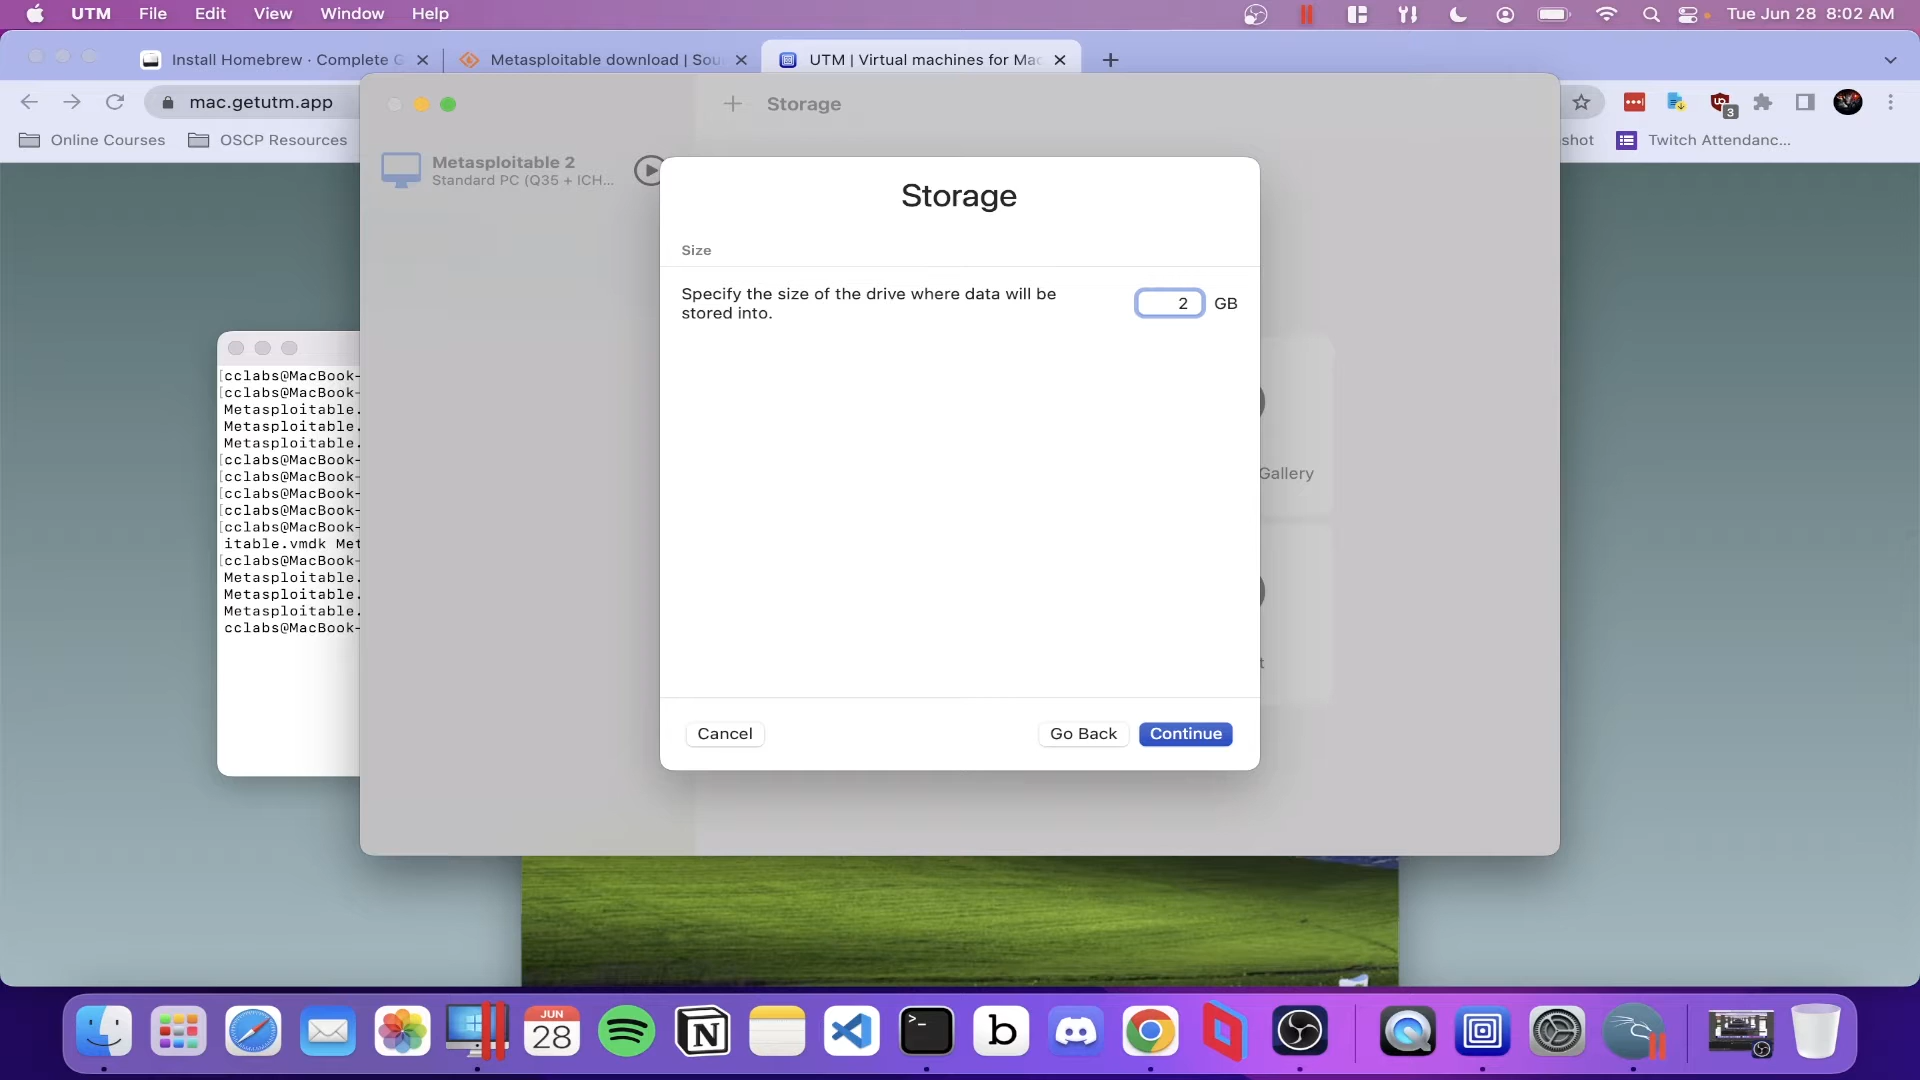 UTM File Edit View Window Help Tue Jun 28 8:02 AM
Install Homebrew · Complete G
Metasploitable download | Sou
UTM | Virtual machines for Mac
mac.getutm.app
3
Online Courses
OSCP Resources
shot
Twitch Attendanc...
Storage
Metasploitable 2
Standard PC (Q35 + ICH...
Storage
Size
Specify the size of the drive where data will be
stored into.
2 GB
Gallery
t
Cancel
Go Back
Continue
[cclabs@MacBook-
[cclabs@MacBook-
Metasploitable.
Metasploitable.
Metasploitable.
[cclabs@MacBook-
[cclabs@MacBook-
[cclabs@MacBook-
[cclabs@MacBook-
[cclabs@MacBook-
itable.vmdk Met
[cclabs@MacBook-
Metasploitable.
Metasploitable.
Metasploitable.
cclabs@MacBook-
JUN
28